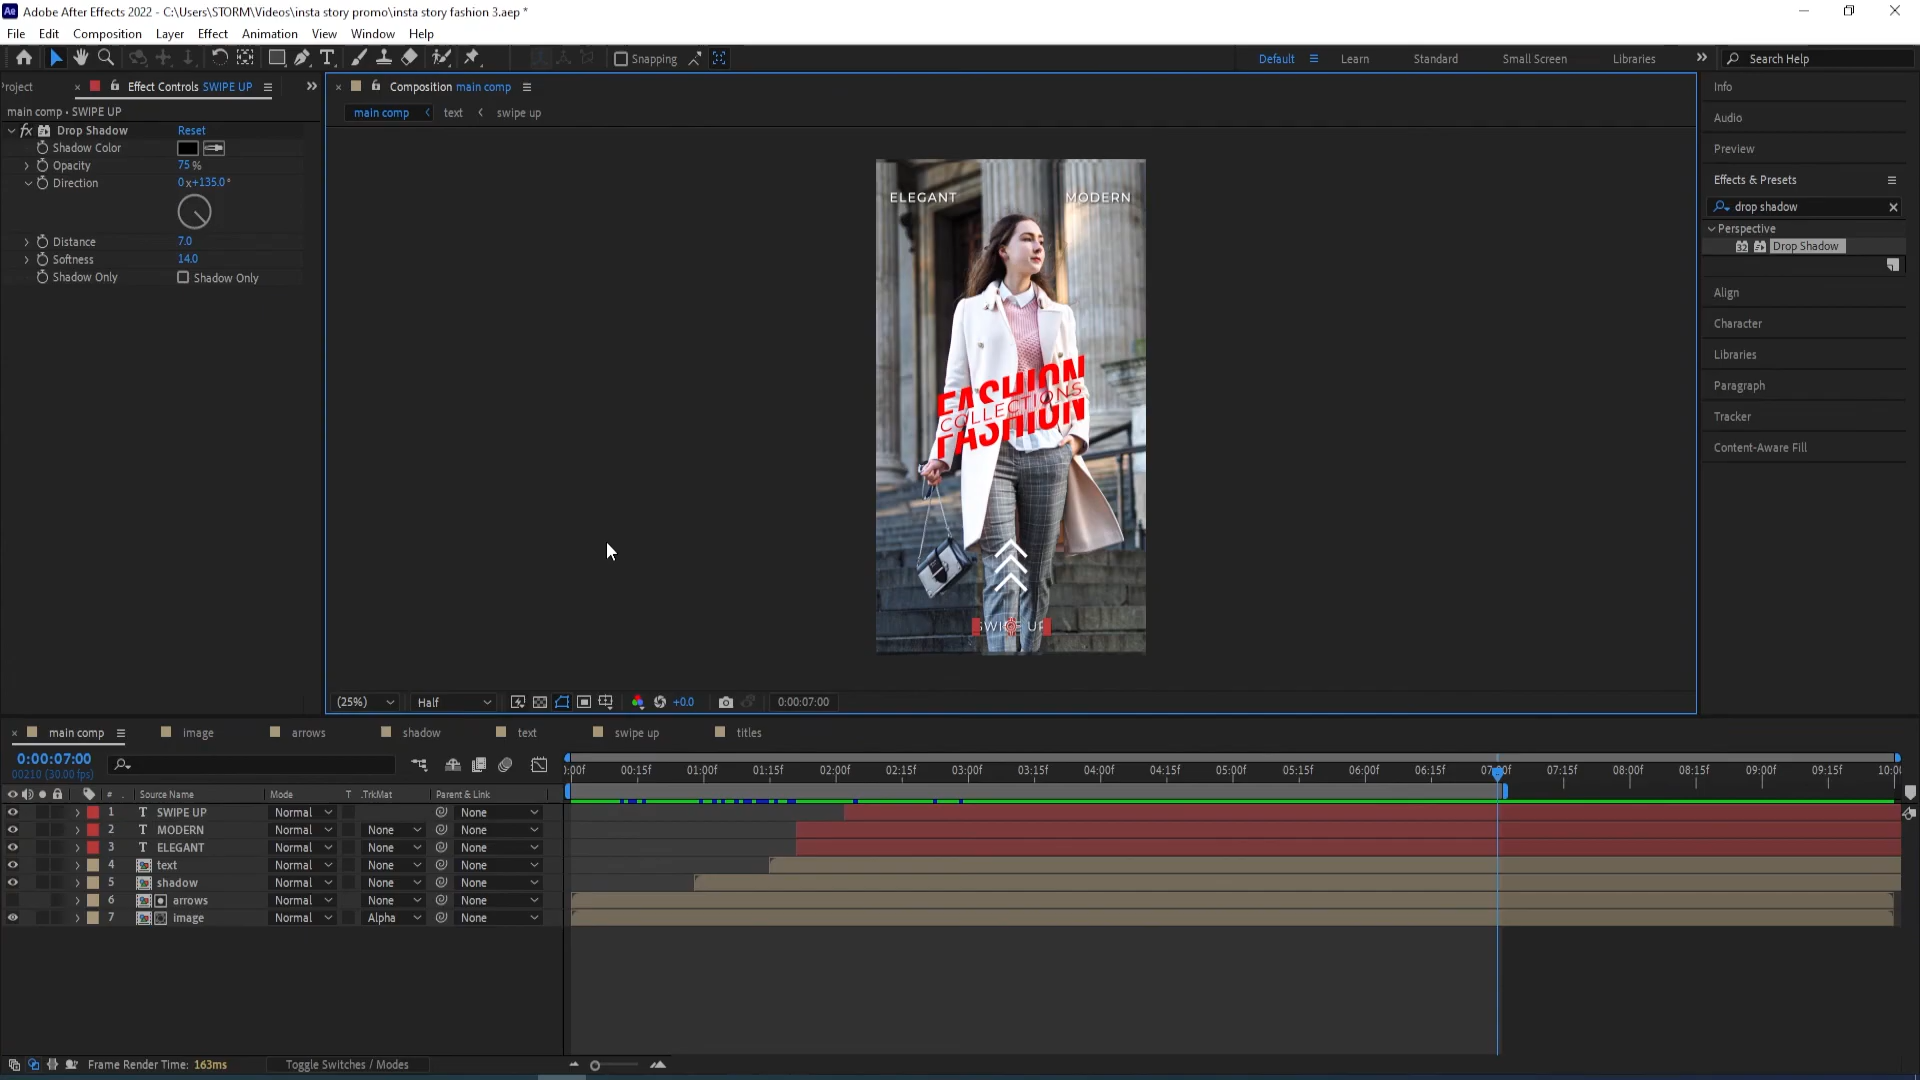 Ae Adobe After Effects 2022 - C:\Users\STORM\Videos\insta story promo\insta story fashion 3.aep *
File Edit Composition Layer Effect Animation View Window Help
Snapping Default Learn Standard Small Screen Libraries Search Help
roject Effect Controls SWIPE UP
main comp • SWIPE UP
fx Drop Shadow Reset
Shadow Color
Opacity 75 %
Direction 0x+135.0°
Distance 7.0
Softness 14.0
Shadow Only Shadow Only
Composition main comp
main comp text swipe up
ELEGANT MODERN
FASHION
COLLECTIONS
FASHION
SWIPE UP
(25%) Half +0.0 0:00:07:00
Info
Audio
Preview
Effects & Presets
drop shadow
Perspective
32 Drop Shadow
Align
Character
Libraries
Paragraph
Tracker
Content-Aware Fill
main comp image arrows shadow text swipe up titles
0:00:07:00
00210 (30.00 fps)
:00f 00:15f 01:00f 01:15f 02:00f 02:15f 03:00f 03:15f 04:00f 04:15f 05:00f 05:15f 06:00f 06:15f 07:00f 07:15f 08:00f 08:15f 09:00f 09:15f 10:0
# Source Name Mode T .TrkMat Parent & Link
1 T SWIPE UP Normal None
2 T MODERN Normal None None
3 T ELEGANT Normal None None
4 text Normal None None
5 shadow Normal None None
6 arrows Normal None None
7 image Normal Alpha None
Frame Render Time: 163ms Toggle Switches / Modes